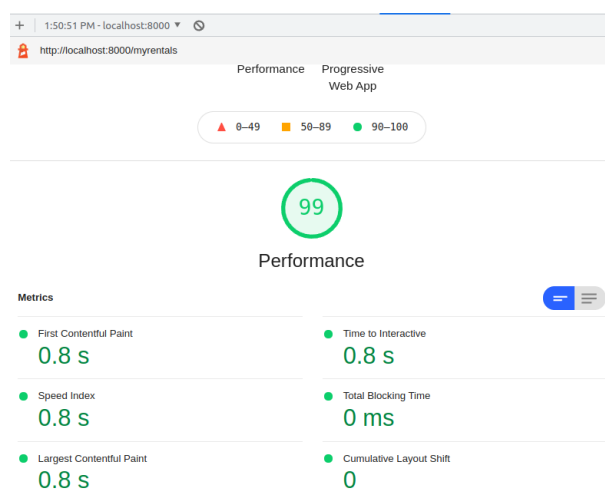 1:50:51 PM - localhost:8000
http://localhost:8000/myrentals
Performance
Progressive
Web App
0–49
50–89
90–100
99
Performance
Metrics
First Contentful Paint
0.8 s
Time to Interactive
0.8 s
Speed Index
0.8 s
Total Blocking Time
0 ms
Largest Contentful Paint
0.8 s
Cumulative Layout Shift
0